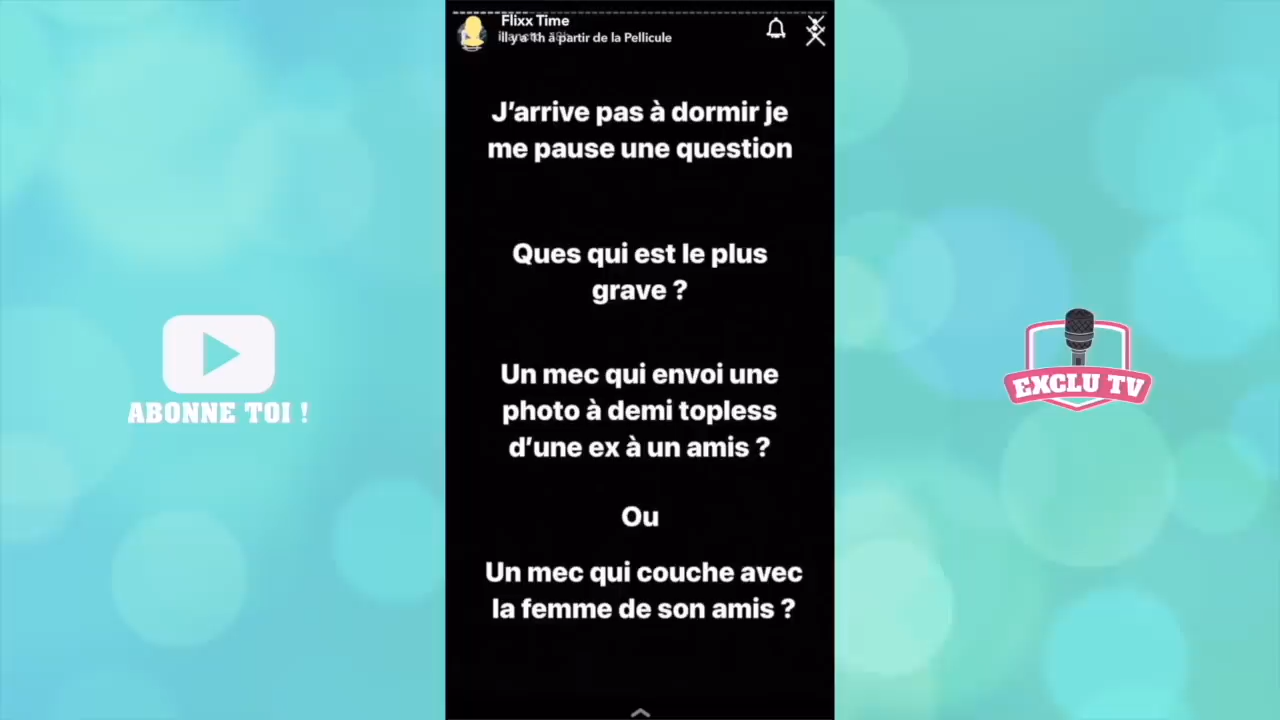 Flixx Time
il y a 1h à partir de la Pellicule
J'arrive pas à dormir je
me pause une question
Ques qui est le plus
grave ?
Un mec qui envoi une
photo à demi topless
d'une ex à un amis ?
Ou
Un mec qui couche avec
la femme de son amis ?
ABONNE TOI !
EXCLU TV